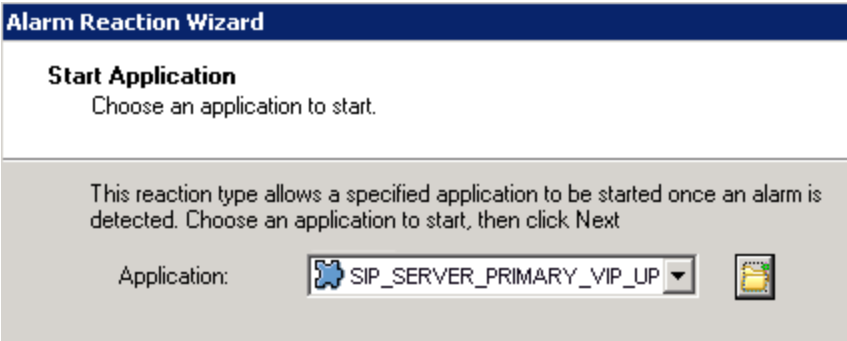 Alarm Reaction Wizard
Start Application
Choose an application to start.
This reaction type allows a specified application to be started once an alarm is
detected. Choose an application to start, then click Next
Application: SIP_SERVER_PRIMARY_VIP_UP